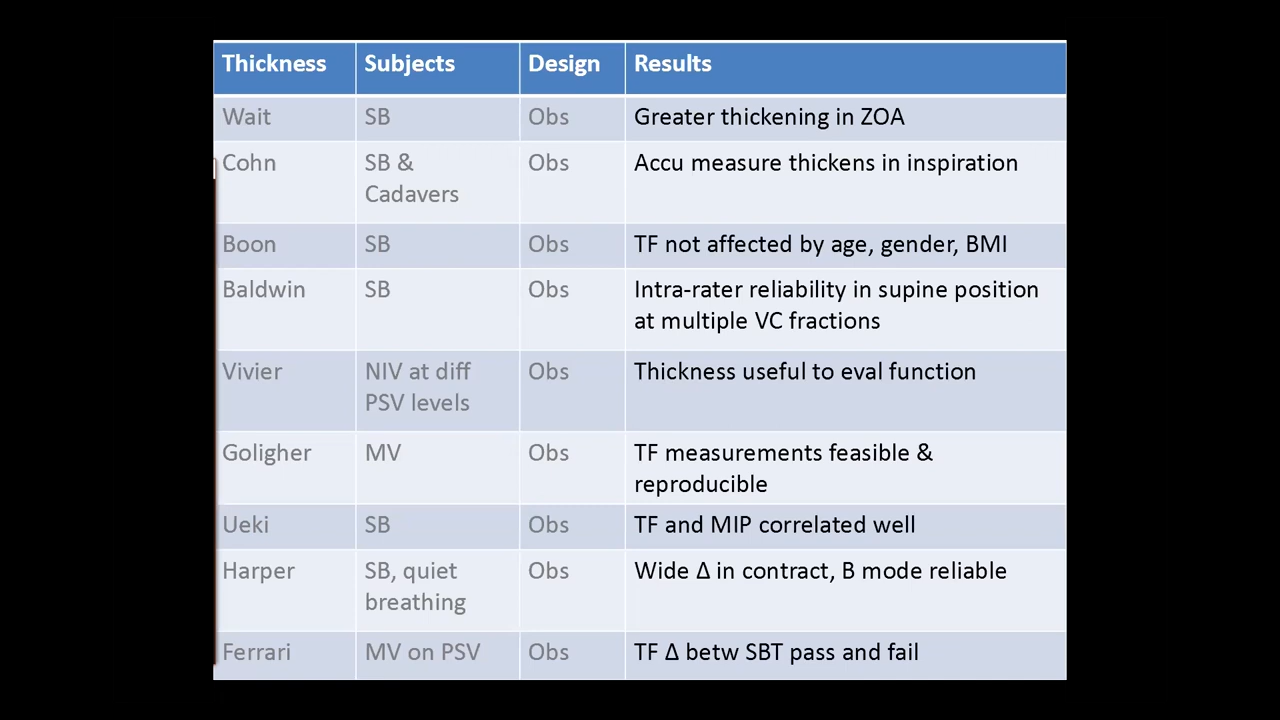 Thickness Subjects Design Results
Wait SB Obs Greater thickening in ZOA
Cohn SB & Obs Accu measure thickens in inspiration
Cadavers
Boon SB Obs TF not affected by age, gender, BMI
Baldwin SB Obs Intra-rater reliability in supine position
at multiple VC fractions
Vivier NIV at diff Obs Thickness useful to eval function
PSV levels
Goligher MV Obs TF measurements feasible &
reproducible
Ueki SB Obs TF and MIP correlated well
Harper SB, quiet Obs Wide Δ in contract, B mode reliable
breathing
Ferrari MV on PSV Obs TF Δ betw SBT pass and fail